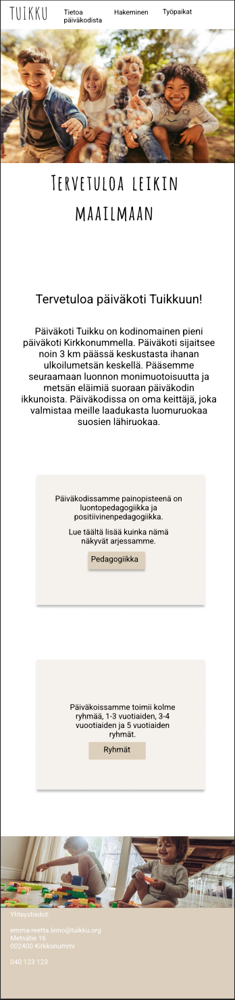 TUIKKU
Tietoa
päiväkodista
Hakeminen
Työpaikat
Tervetuloa leikin
maailmaan
Tervetuloa päiväkoti Tuikkuun!
Päiväkoti Tuikku on kodinomainen pieni
päiväkoti Kirkkonummella. Päiväkoti sijaitsee
noin 3 km päässä keskustasta ihanan
ulkoilumetsän keskellä. Pääsemme
seuraamaan luonnon monimuotoisuutta ja
metsän eläimiä suoraan päiväkodin
ikkunoista. Päiväkodissa on oma keittäjä, joka
valmistaa meille laadukasta luomuruokaa
suosien lähiruokaa.
Päiväkodissamme painopisteenä on
luontopedagogiikka ja
positiivinenpedagogiikka.
Lue täältä lisää kuinka nämä
näkyvät arjessamme.
Pedagogiikka
Päiväkoissamme toimii kolme
ryhmää, 1-3 vuotiaiden, 3-4
vuootiaiden ja 5 vuotiaiden
ryhmät.
Ryhmät
Yhteystiedot:
emma-reetta.leino@tuikku.org
Metsätie 16
002400 Kirkkonummi
040 123 123